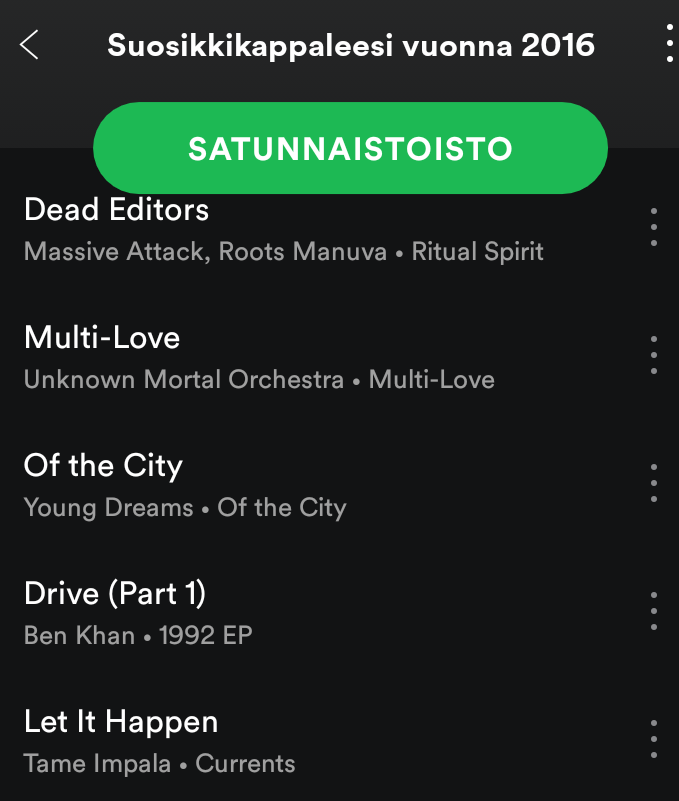 Suosikkikappaleesi vuonna 2016
SATUNNAISTOISTO
Dead Editors
Massive Attack, Roots Manuva • Ritual Spirit
Multi-Love
Unknown Mortal Orchestra • Multi-Love
Of the City
Young Dreams • Of the City
Drive (Part 1)
Ben Khan • 1992 EP
Let It Happen
Tame Impala • Currents